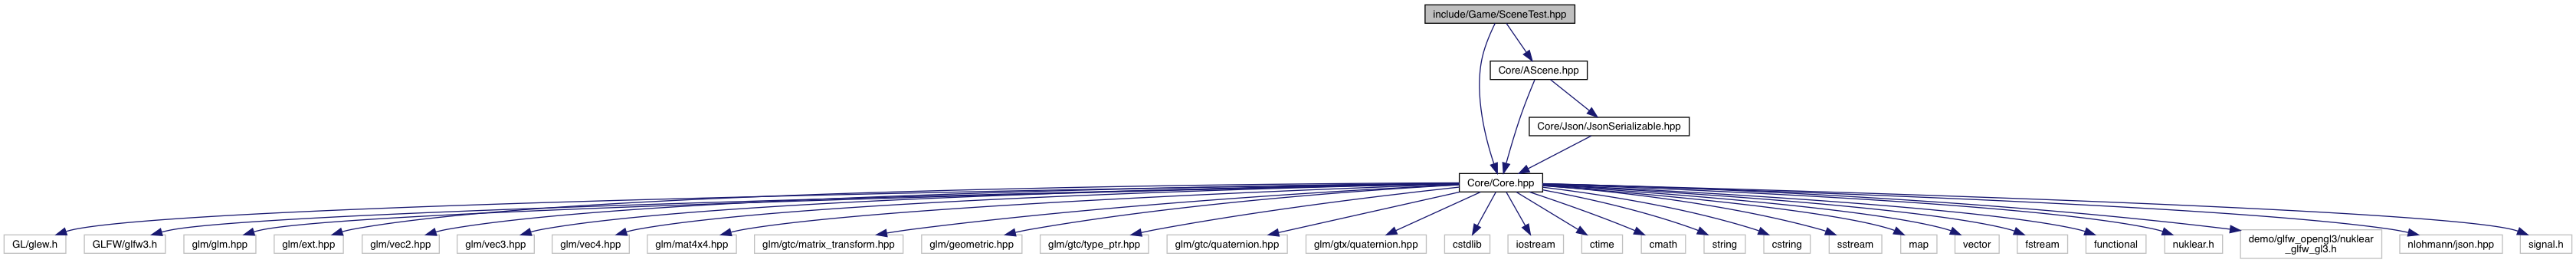 include/Game/SceneTest.hpp
Core/AScene.hpp
Core/Json/JsonSerializable.hpp
Core/Core.hpp
GL/glew.h
GLFW/glfw3.h
glm/glm.hpp
glm/ext.hpp
glm/vec2.hpp
glm/vec3.hpp
glm/vec4.hpp
glm/mat4x4.hpp
glm/gtc/matrix_transform.hpp
glm/geometric.hpp
glm/gtc/type_ptr.hpp
glm/gtc/quaternion.hpp
glm/gtx/quaternion.hpp
cstdlib
iostream
ctime
cmath
string
cstring
sstream
map
vector
fstream
functional
nuklear.h
demo/glfw_opengl3/nuklear
_glfw_gl3.h
nlohmann/json.hpp
signal.h